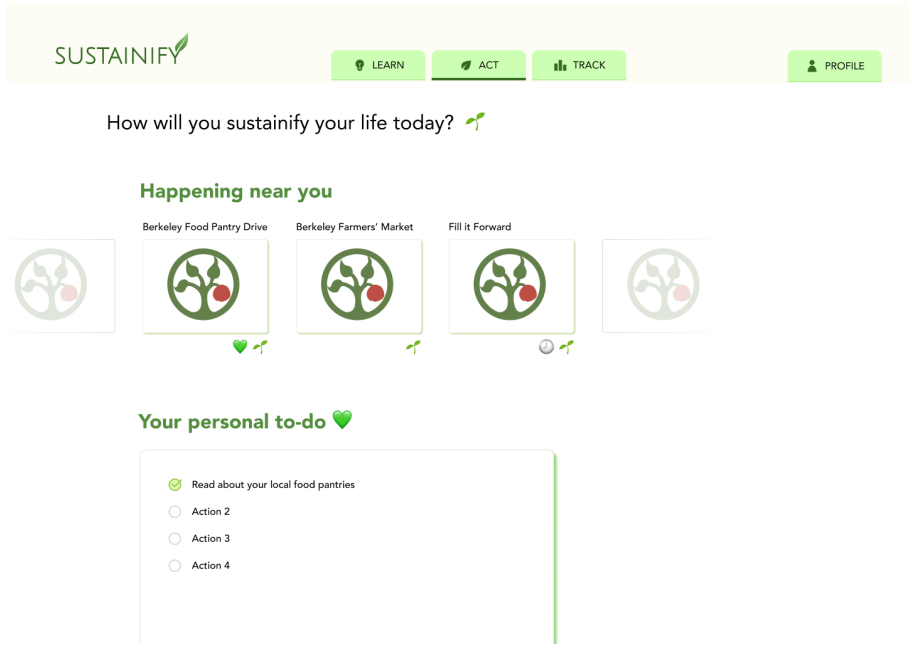 SUSTAINIFY
LEARN
ACT
TRACK
PROFILE
How will you sustainify your life today? 🌱
Happening near you
Berkeley Food Pantry Drive
Berkeley Farmers’ Market
Fill it Forward
Your personal to-do 💚
Read about your local food pantries
Action 2
Action 3
Action 4